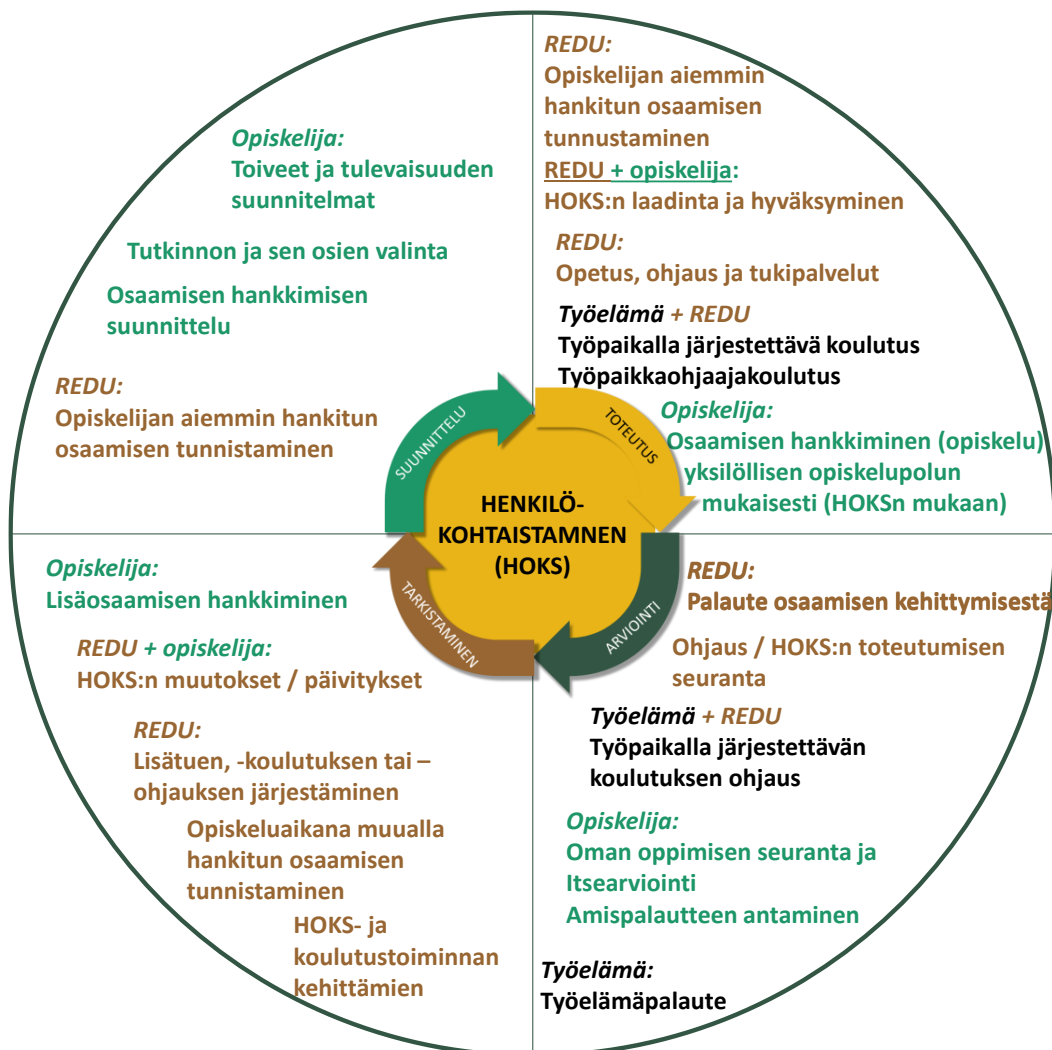 Opiskelija:
Toiveet ja tulevaisuuden
suunnitelmat
Tutkinnon ja sen osien valinta
Osaamisen hankkimisen
suunnittelu
REDU:
Opiskelijan aiemmin hankitun
osaamisen tunnistaminen
REDU:
Opiskelijan aiemmin
hankitun osaamisen
tunnustaminen
REDU + opiskelija:
HOKS:n laadinta ja hyväksyminen
REDU:
Opetus, ohjaus ja tukipalvelut
Työelämä + REDU
Työpaikalla järjestettävä koulutus
Työpaikkaohjaajakoulutus
Opiskelija:
Osaamisen hankkiminen (opiskelu)
yksilöllisen opiskelupolun
mukaisesti (HOKSn mukaan)
SUUNNITTELU
TOTEUTUS
HENKILÖ-
KOHTAISTAMNEN
(HOKS)
ARVIOINTI
TARKISTAMINEN
REDU:
Palaute osaamisen kehittymisestä
Ohjaus / HOKS:n toteutumisen
seuranta
Työelämä + REDU
Työpaikalla järjestettävän
koulutuksen ohjaus
Opiskelija:
Oman oppimisen seuranta ja
Itsearviointi
Amispalautteen antaminen
Työelämä:
Työelämäpalaute
Opiskelija:
Lisäosaamisen hankkiminen
REDU + opiskelija:
HOKS:n muutokset / päivitykset
REDU:
Lisätuen, -koulutuksen tai –
ohjauksen järjestäminen
Opiskeluaikana muualla
hankitun osaamisen
tunnistaminen
HOKS- ja
koulutustoiminnan
kehittämien